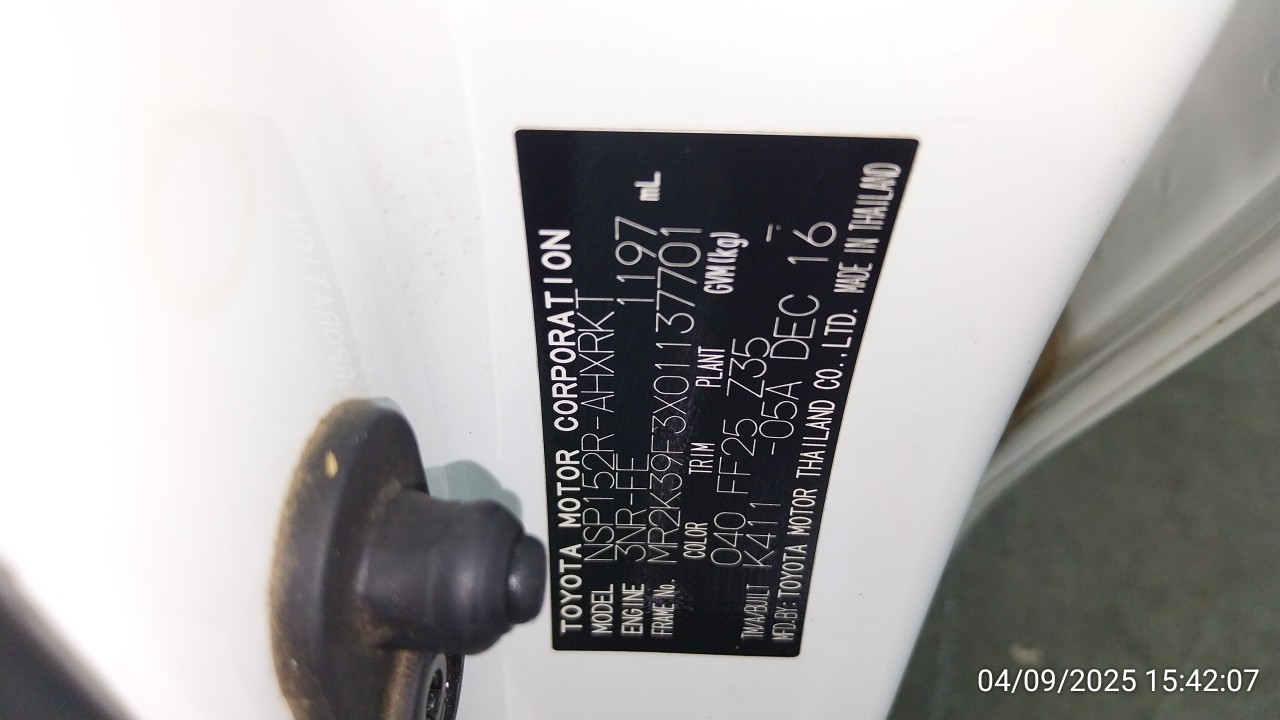 TOYOTA MOTOR CORPORATION
MODEL NSP152R-AHXRKT
ENGINE 3NR-FE 1197 mL
FRAME No. MR2K39F3X01137701
COLOR TRIM PLANT GVM(kg)
040 FF25 Z35
TM/A/BUILT K411 -05A DEC 16
MFD.BY: TOYOTA MOTOR THAILAND CO.,LTD. MADE IN THAILAND
04/09/2025 15:42:07